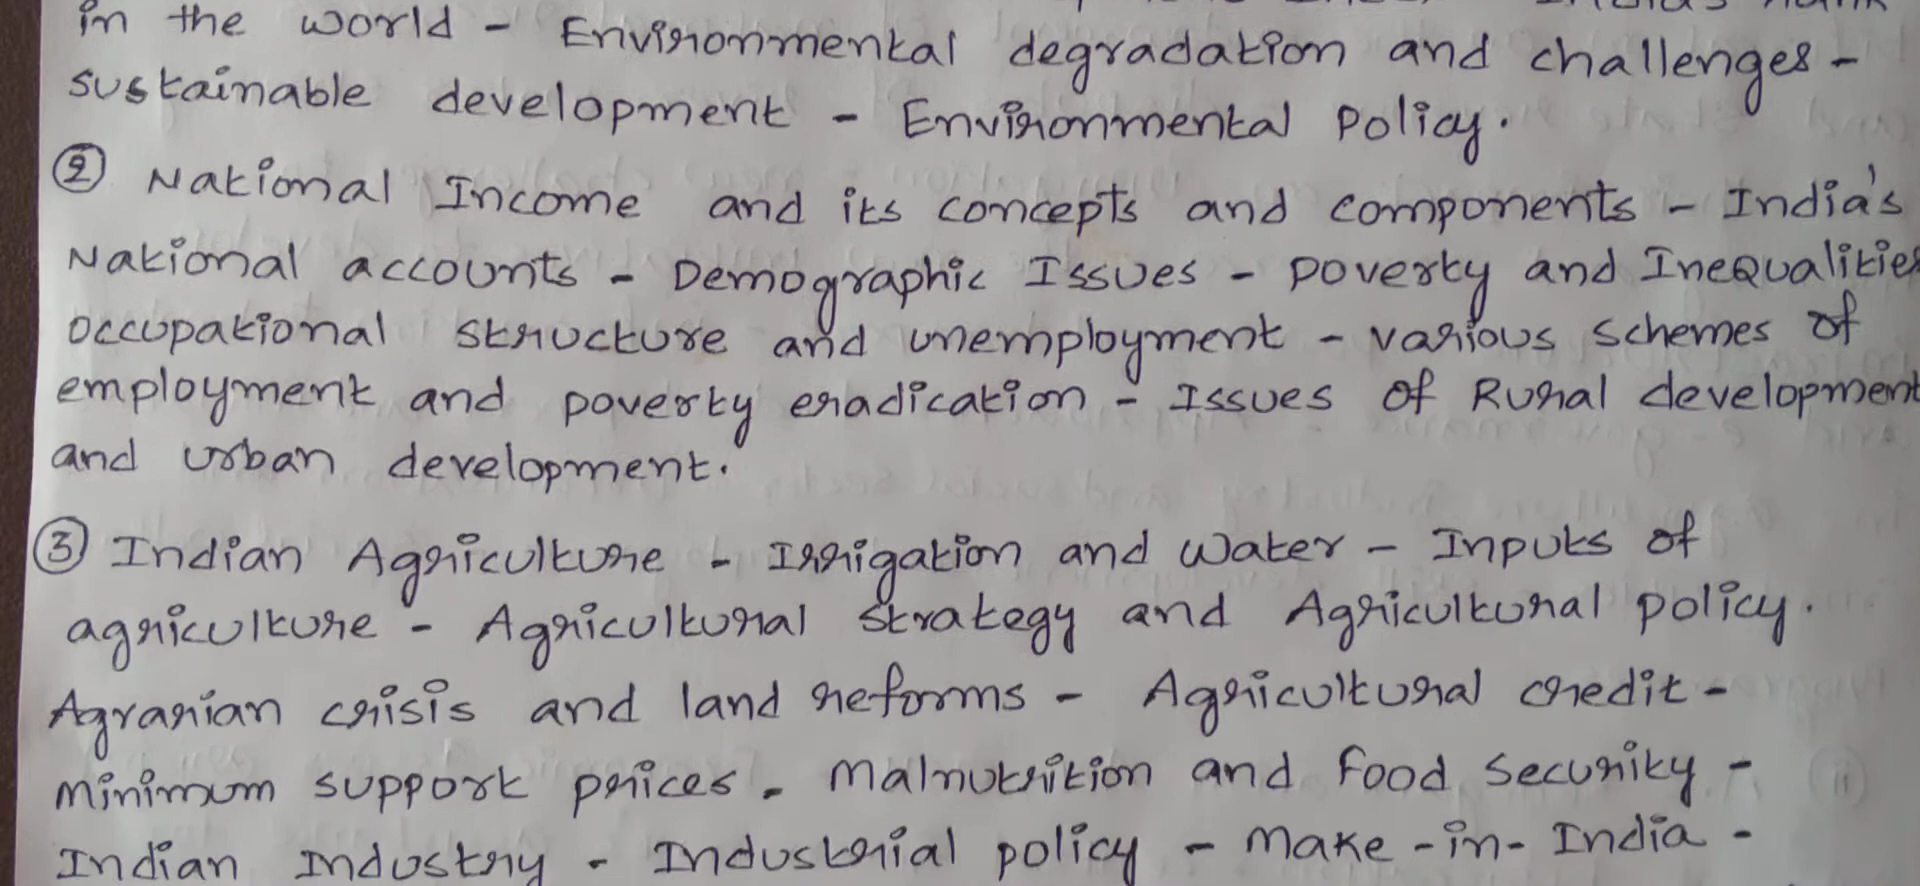 India's Rank
in the world - Environmental degradation and challenges -
sustainable development - Environmental Policy.
② National Income and its concepts and components - India's
National accounts - Demographic Issues - poverty and Inequalities
occupational structure and unemployment - various schemes of
employment and poverty eradication - Issues of Rural development
and urban development.
③ Indian Agriculture - Irrigation and Water - Inputs of
agriculture - Agricultural strategy and Agricultural policy.
Agrarian crisis and land reforms - Agricultural credit -
minimum support prices - Malnutrition and Food Security -
Indian Industry - Industrial policy - Make-in-India -